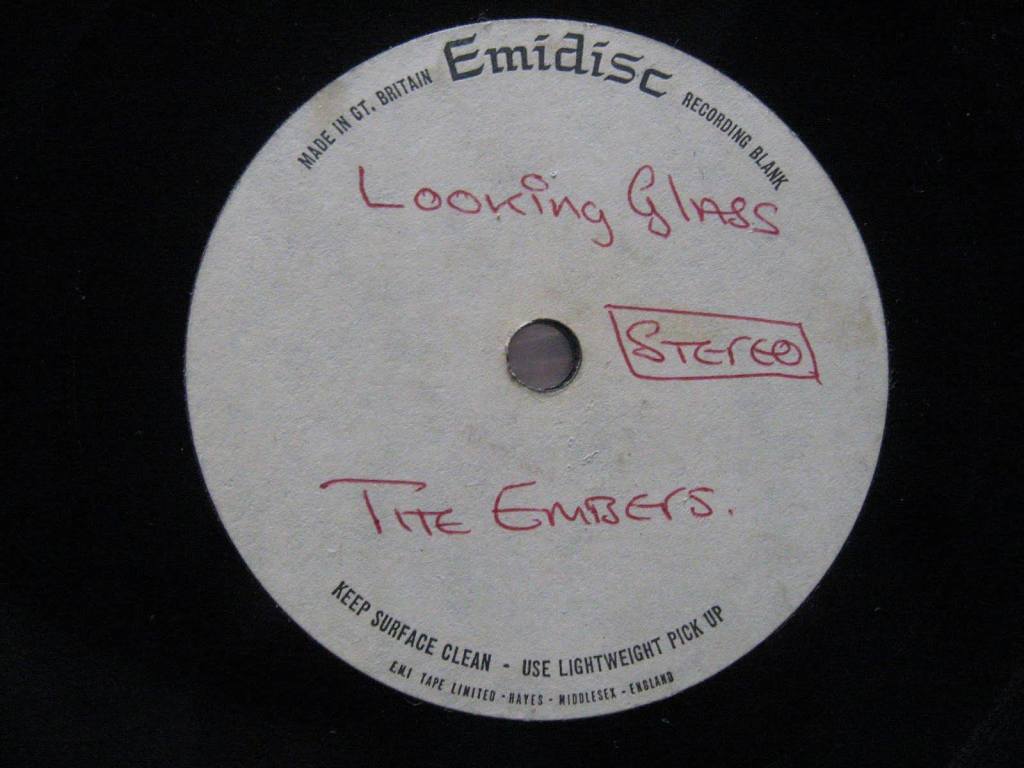 MADE IN GT. BRITAIN Emidisc RECORDING BLANK
Looking Glass
Stereo
THE EMBERS.
KEEP SURFACE CLEAN - USE LIGHTWEIGHT PICK UP
E.M.I TAPE LIMITED - HAYES - MIDDLESEX - ENGLAND